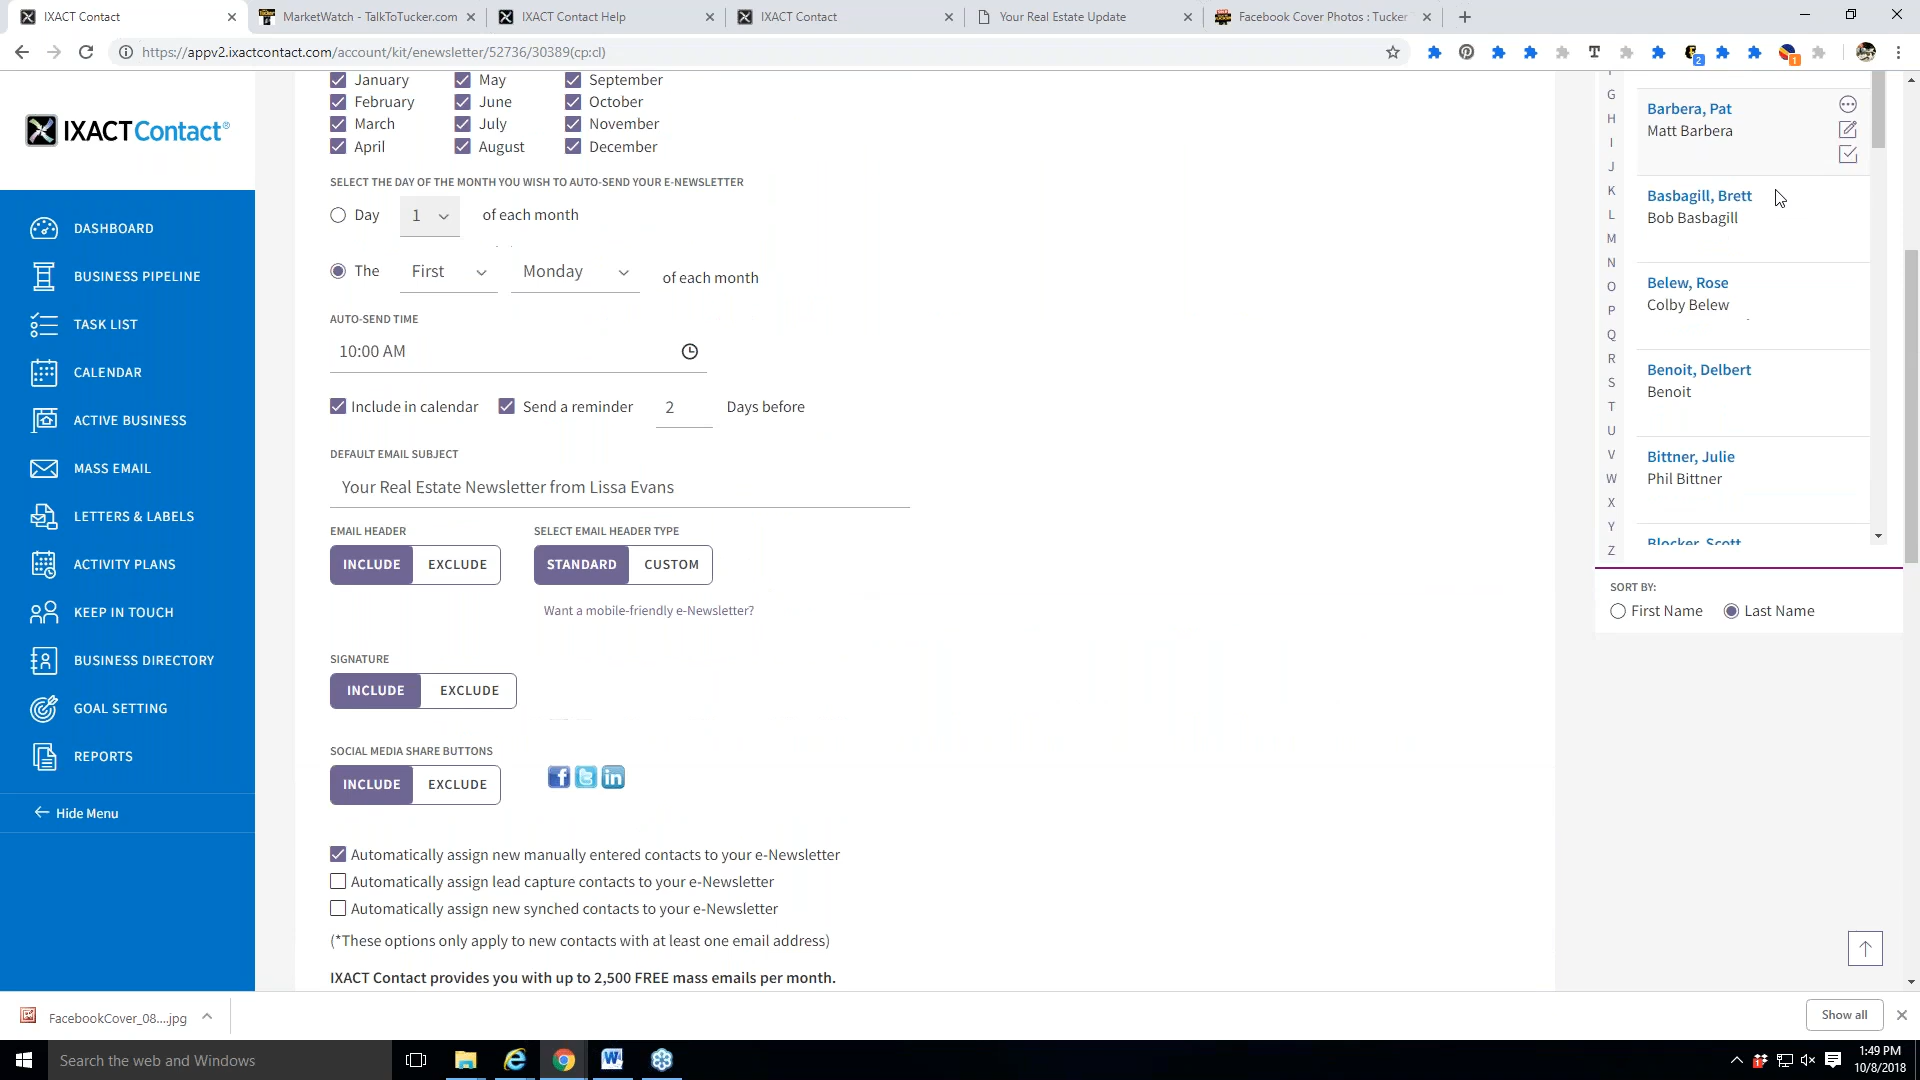 IXACT Contact
MarketWatch - TalkToTucker.com
IXACT Contact Help
IXACT Contact
Your Real Estate Update
Facebook Cover Photos : Tucker
https://appv2.ixactcontact.com/account/kit/enewsletter/52736/30389(cp:cl)
IXACTContact®
DASHBOARD
BUSINESS PIPELINE
TASK LIST
CALENDAR
ACTIVE BUSINESS
MASS EMAIL
LETTERS & LABELS
ACTIVITY PLANS
KEEP IN TOUCH
BUSINESS DIRECTORY
GOAL SETTING
REPORTS
Hide Menu
January May September
February June October
March July November
April August December
SELECT THE DAY OF THE MONTH YOU WISH TO AUTO-SEND YOUR E-NEWSLETTER
Day 1 of each month
The First Monday of each month
AUTO-SEND TIME
10:00 AM
Include in calendar Send a reminder 2 Days before
DEFAULT EMAIL SUBJECT
Your Real Estate Newsletter from Lissa Evans
EMAIL HEADER SELECT EMAIL HEADER TYPE
INCLUDE EXCLUDE STANDARD CUSTOM
Want a mobile-friendly e-Newsletter?
SIGNATURE
INCLUDE EXCLUDE
SOCIAL MEDIA SHARE BUTTONS
INCLUDE EXCLUDE
Automatically assign new manually entered contacts to your e-Newsletter
Automatically assign lead capture contacts to your e-Newsletter
Automatically assign new synched contacts to your e-Newsletter
(*These options only apply to new contacts with at least one email address)
IXACT Contact provides you with up to 2,500 FREE mass emails per month.
G
H
I
J
K
L
M
N
O
P
Q
R
S
T
U
V
W
X
Y
Z
Barbera, Pat
Matt Barbera
Basbagill, Brett
Bob Basbagill
Belew, Rose
Colby Belew
Benoit, Delbert
Benoit
Bittner, Julie
Phil Bittner
Blocker, Scott
SORT BY:
First Name Last Name
FacebookCover_08....jpg
Show all
Search the web and Windows
1:49 PM
10/8/2018